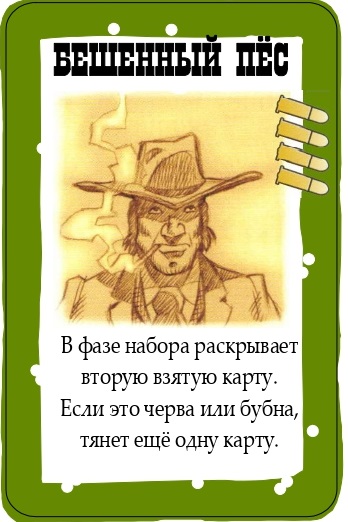 БЕШЕННЫЙ ПЁС
В фазе набора раскрывает
вторую взятую карту.
Если это черва или бубна,
тянет ещё одну карту.